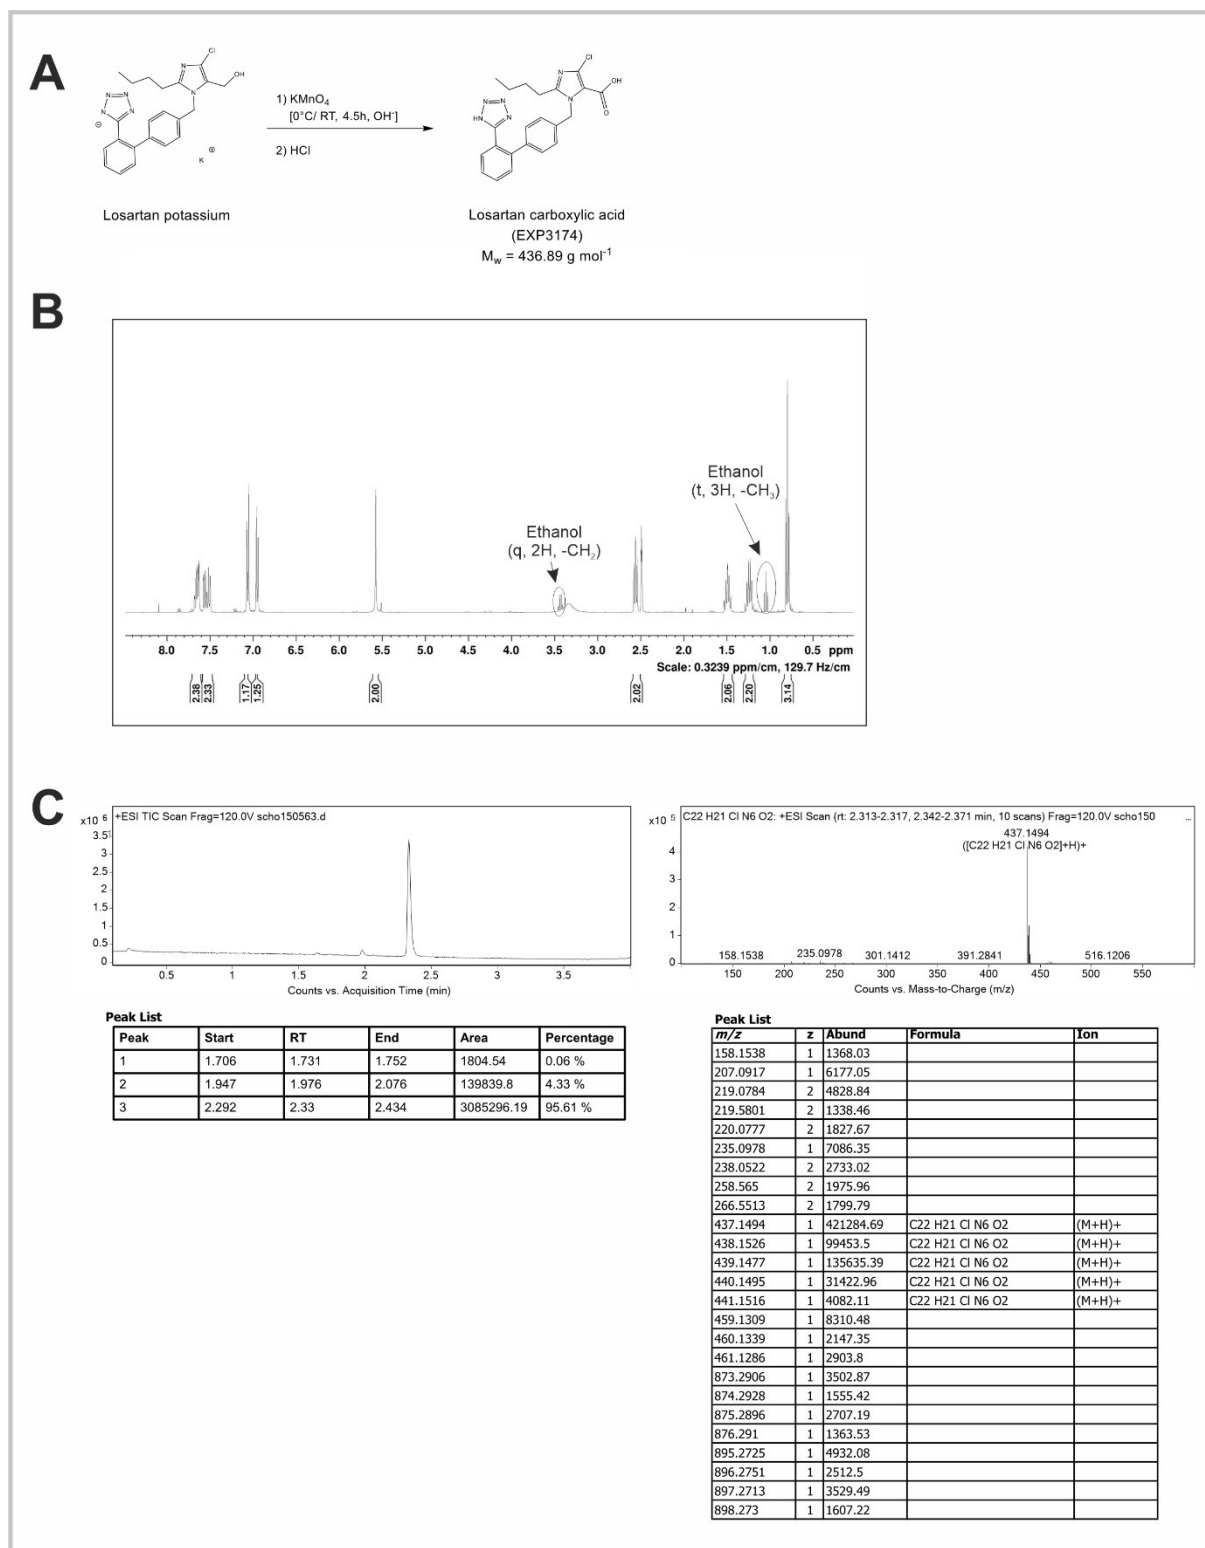 A
Cl
N
OH
N
N
N
N
N
⊖
K
⊕
1) KMnO₄
[0°C/ RT, 4.5h, OH⁻]
2) HCl
Cl
N
OH
N
O
N
N
HN
N
Losartan potassium
Losartan carboxylic acid
(EXP3174)
M_w = 436.89 g mol⁻¹
B
Ethanol
(t, 3H, -CH₃)
Ethanol
(q, 2H, -CH₂)
8.0 7.5 7.0 6.5 6.0 5.5 5.0 4.5 4.0 3.5 3.0 2.5 2.0 1.5 1.0 0.5 ppm
Scale: 0.3239 ppm/cm, 129.7 Hz/cm
2.38 2.33 1.17 1.25 2.00 2.02 2.06 2.20 3.14
C
x10 6
+ESI TIC Scan Frag=120.0V scho150563.d
3.5
3
2.5
2
1.5
1
0.5
0
0.5 1 1.5 2 2.5 3 3.5
Counts vs. Acquisition Time (min)
x10 5
C22 H21 Cl N6 O2: +ESI Scan (rt: 2.313-2.317, 2.342-2.371 min, 10 scans) Frag=120.0V scho150 ...
437.1494
([C22 H21 Cl N6 O2]+H)+
4
3
2
1
0
158.1538 235.0978 301.1412 391.2841 516.1206
150 200 250 300 350 400 450 500 550
Counts vs. Mass-to-Charge (m/z)
Peak List
Peak Start RT End Area Percentage
1 1.706 1.731 1.752 1804.54 0.06 %
2 1.947 1.976 2.076 139839.8 4.33 %
3 2.292 2.33 2.434 3085296.19 95.61 %
Peak List
m/z z Abund Formula Ion
158.1538 1 1368.03
207.0917 1 6177.05
219.0784 2 4828.84
219.5801 2 1338.46
220.0777 2 1827.67
235.0978 1 7086.35
238.0522 2 2733.02
258.565 2 1975.96
266.5513 2 1799.79
437.1494 1 421284.69 C22 H21 Cl N6 O2 (M+H)+
438.1526 1 99453.5 C22 H21 Cl N6 O2 (M+H)+
439.1477 1 135635.39 C22 H21 Cl N6 O2 (M+H)+
440.1495 1 31422.96 C22 H21 Cl N6 O2 (M+H)+
441.1516 1 4082.11 C22 H21 Cl N6 O2 (M+H)+
459.1309 1 8310.48
460.1339 1 2147.35
461.1286 1 2903.8
873.2906 1 3502.87
874.2928 1 1555.42
875.2896 1 2707.19
876.291 1 1363.53
895.2725 1 4932.08
896.2751 1 2512.5
897.2713 1 3529.49
898.273 1 1607.22